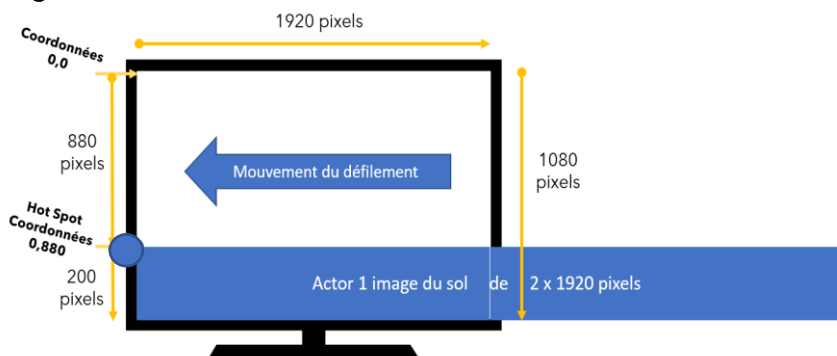 1920 pixels
Coordonnées
0,0
880
pixels
Mouvement du défilement
1080
pixels
Hot Spot
Coordonnées
0,880
200
pixels
Actor 1 image du sol de 2 x 1920 pixels